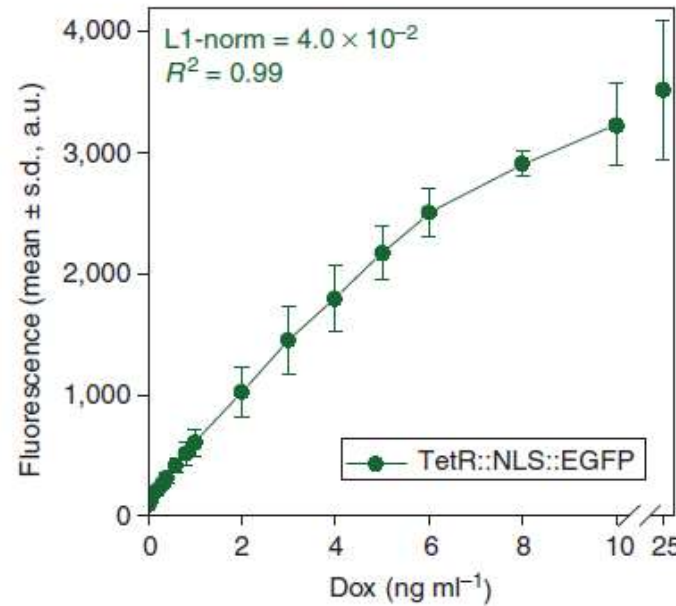 4,000
3,000
2,000
1,000
0
Fluorescence (mean ± s.d., a.u.)
L1-norm = 4.0 × 10⁻²
R² = 0.99
TetR::NLS::EGFP
0 2 4 6 8 10 25
Dox (ng ml⁻¹)